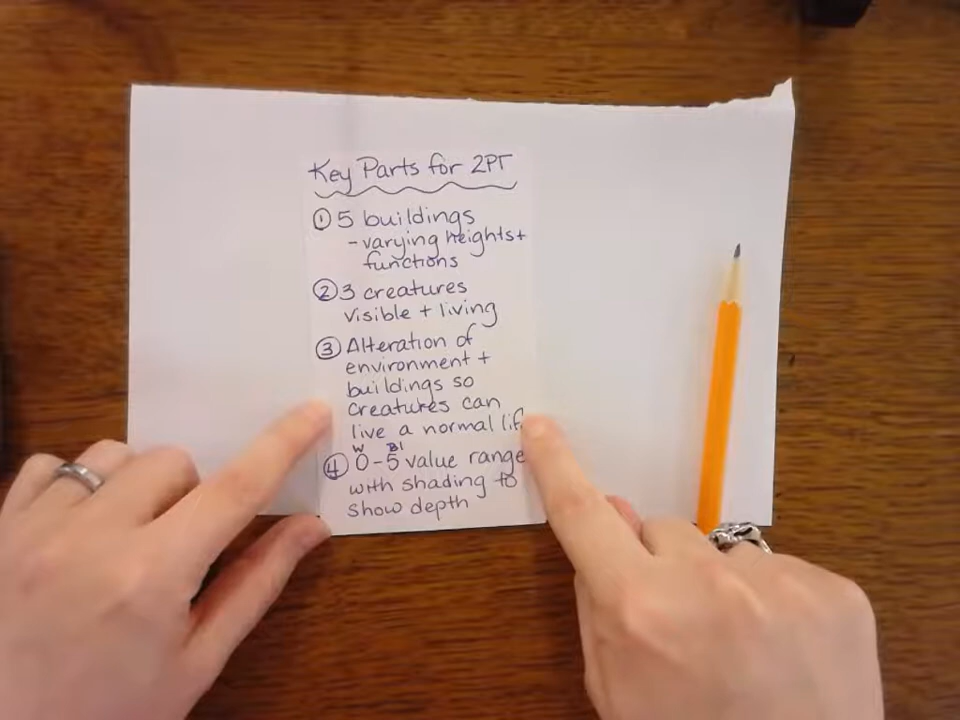 Key Parts for 2PT
① 5 buildings
- varying heights +
functions
② 3 creatures
visible + living
③ Alteration of
environment +
buildings so
creatures can
live a normal lif
W Bl
④ 0-5 value range
with shading to
show depth